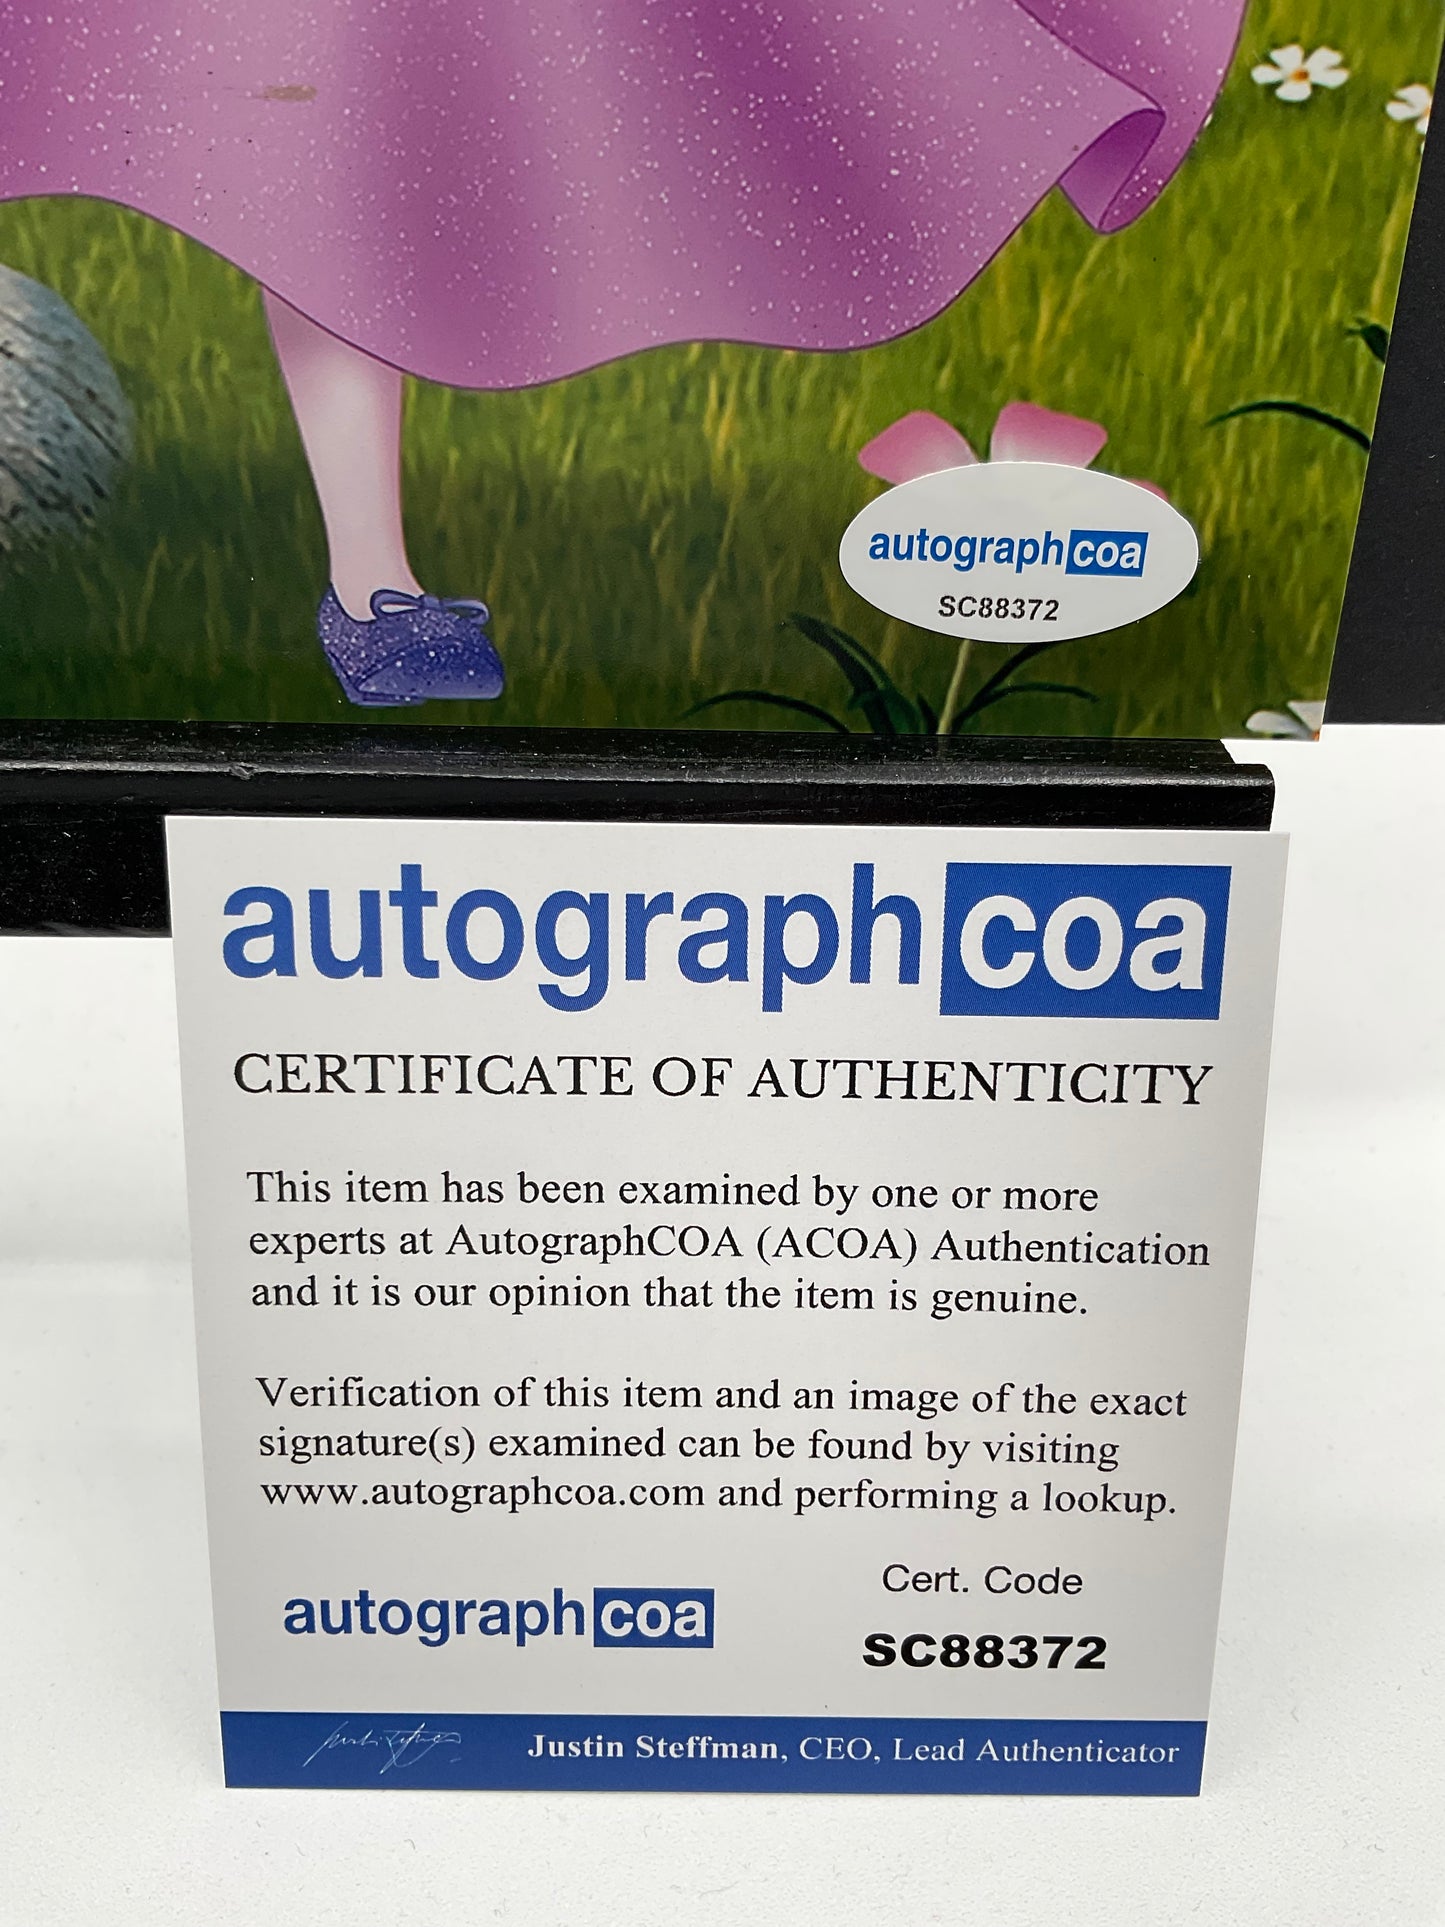 autographcoa
SC88372
autographcoa
CERTIFICATE OF AUTHENTICITY
This item has been examined by one or more
experts at AutographCOA (ACOA) Authentication
and it is our opinion that the item is genuine.
Verification of this item and an image of the exact
signature(s) examined can be found by visiting
www.autographcoa.com and performing a lookup.
Cert. Code
autographcoa
SC88372
Justin Steffman, CEO, Lead Authenticator